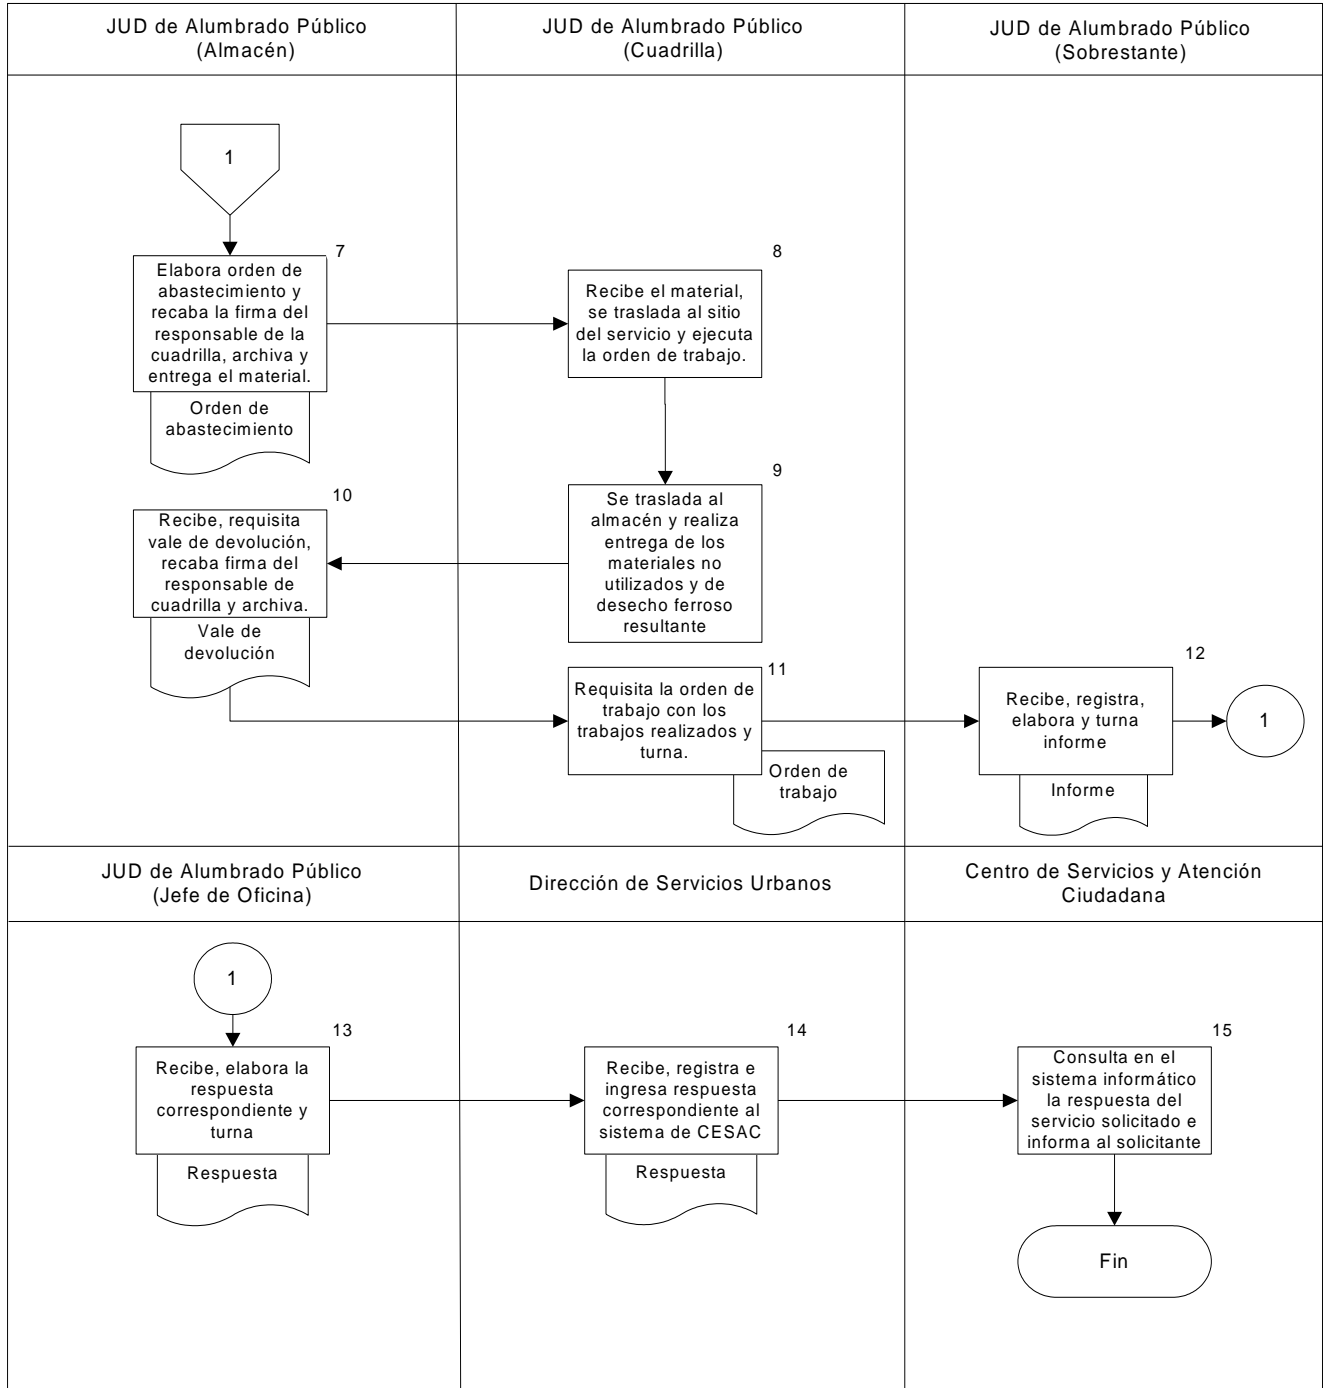 JUD de Alumbrado Público
(Almacén)
JUD de Alumbrado Público
(Cuadrilla)
JUD de Alumbrado Público
(Sobrestante)
1
7
Elabora orden de
abastecimiento y
recaba la firma del
responsable de la
cuadrilla, archiva y
entrega el material.
Orden de
abastecimiento
8
Recibe el material,
se traslada al sitio
del servicio y ejecuta
la orden de trabajo.
9
Se traslada al
almacén y realiza
entrega de los
materiales no
utilizados y de
desecho ferroso
resultante
10
Recibe, requisita
vale de devolución,
recaba firma del
responsable de
cuadrilla y archiva.
Vale de
devolución
11
Requisita la orden de
trabajo con los
trabajos realizados y
turna.
Orden de
trabajo
12
Recibe, registra,
elabora y turna
informe
Informe
1
JUD de Alumbrado Público
(Jefe de Oficina)
Dirección de Servicios Urbanos
Centro de Servicios y Atención
Ciudadana
1
13
Recibe, elabora la
respuesta
correspondiente y
turna
Respuesta
14
Recibe, registra e
ingresa respuesta
correspondiente al
sistema de CESAC
Respuesta
15
Consulta en el
sistema informático
la respuesta del
servicio solicitado e
informa al solicitante
Fin